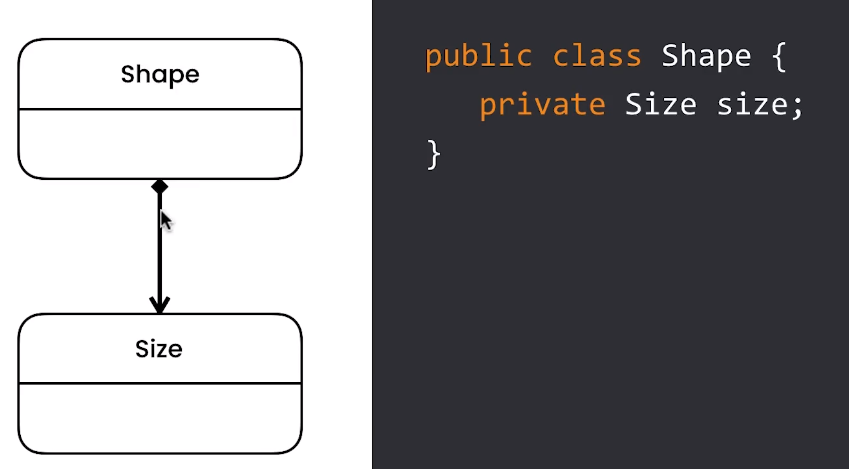 Shape
Size
public class Shape {
private Size size;
}